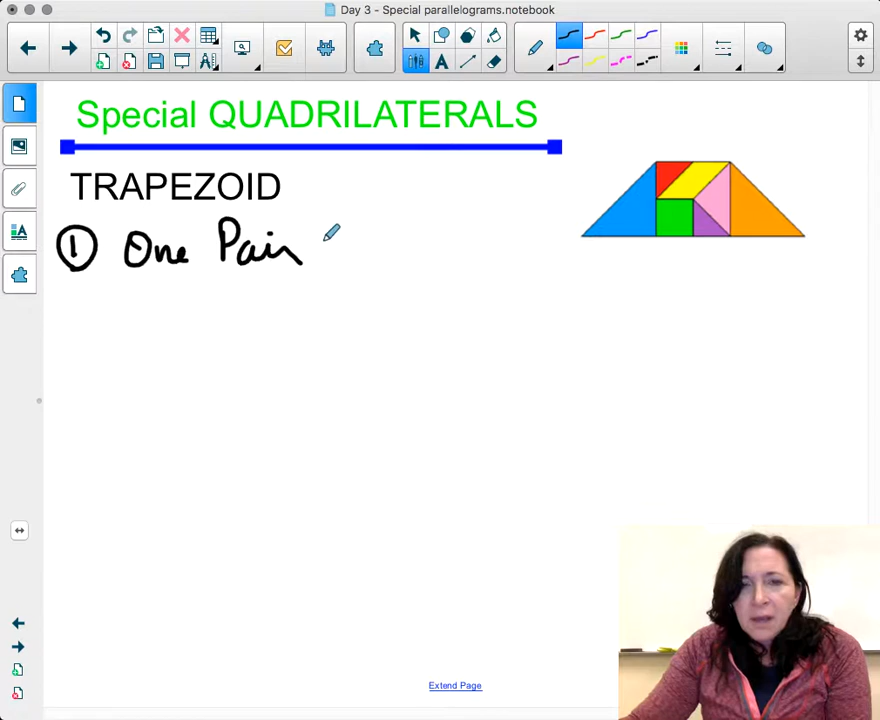 Day 3 - Special parallelograms.notebook
Special QUADRILATERALS
TRAPEZOID
① One Pair
Extend Page